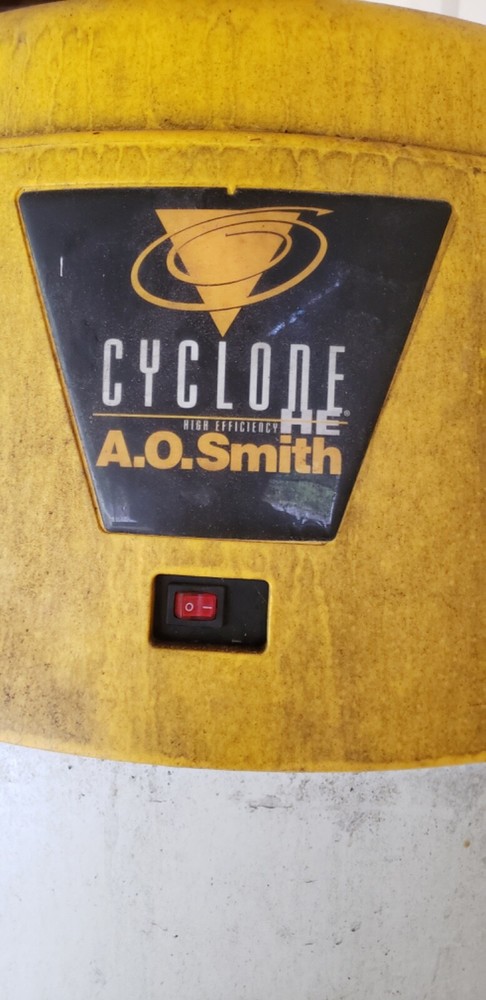 CYCLONE
HIGH EFFICIENCY HE®
A.O.Smith
O I